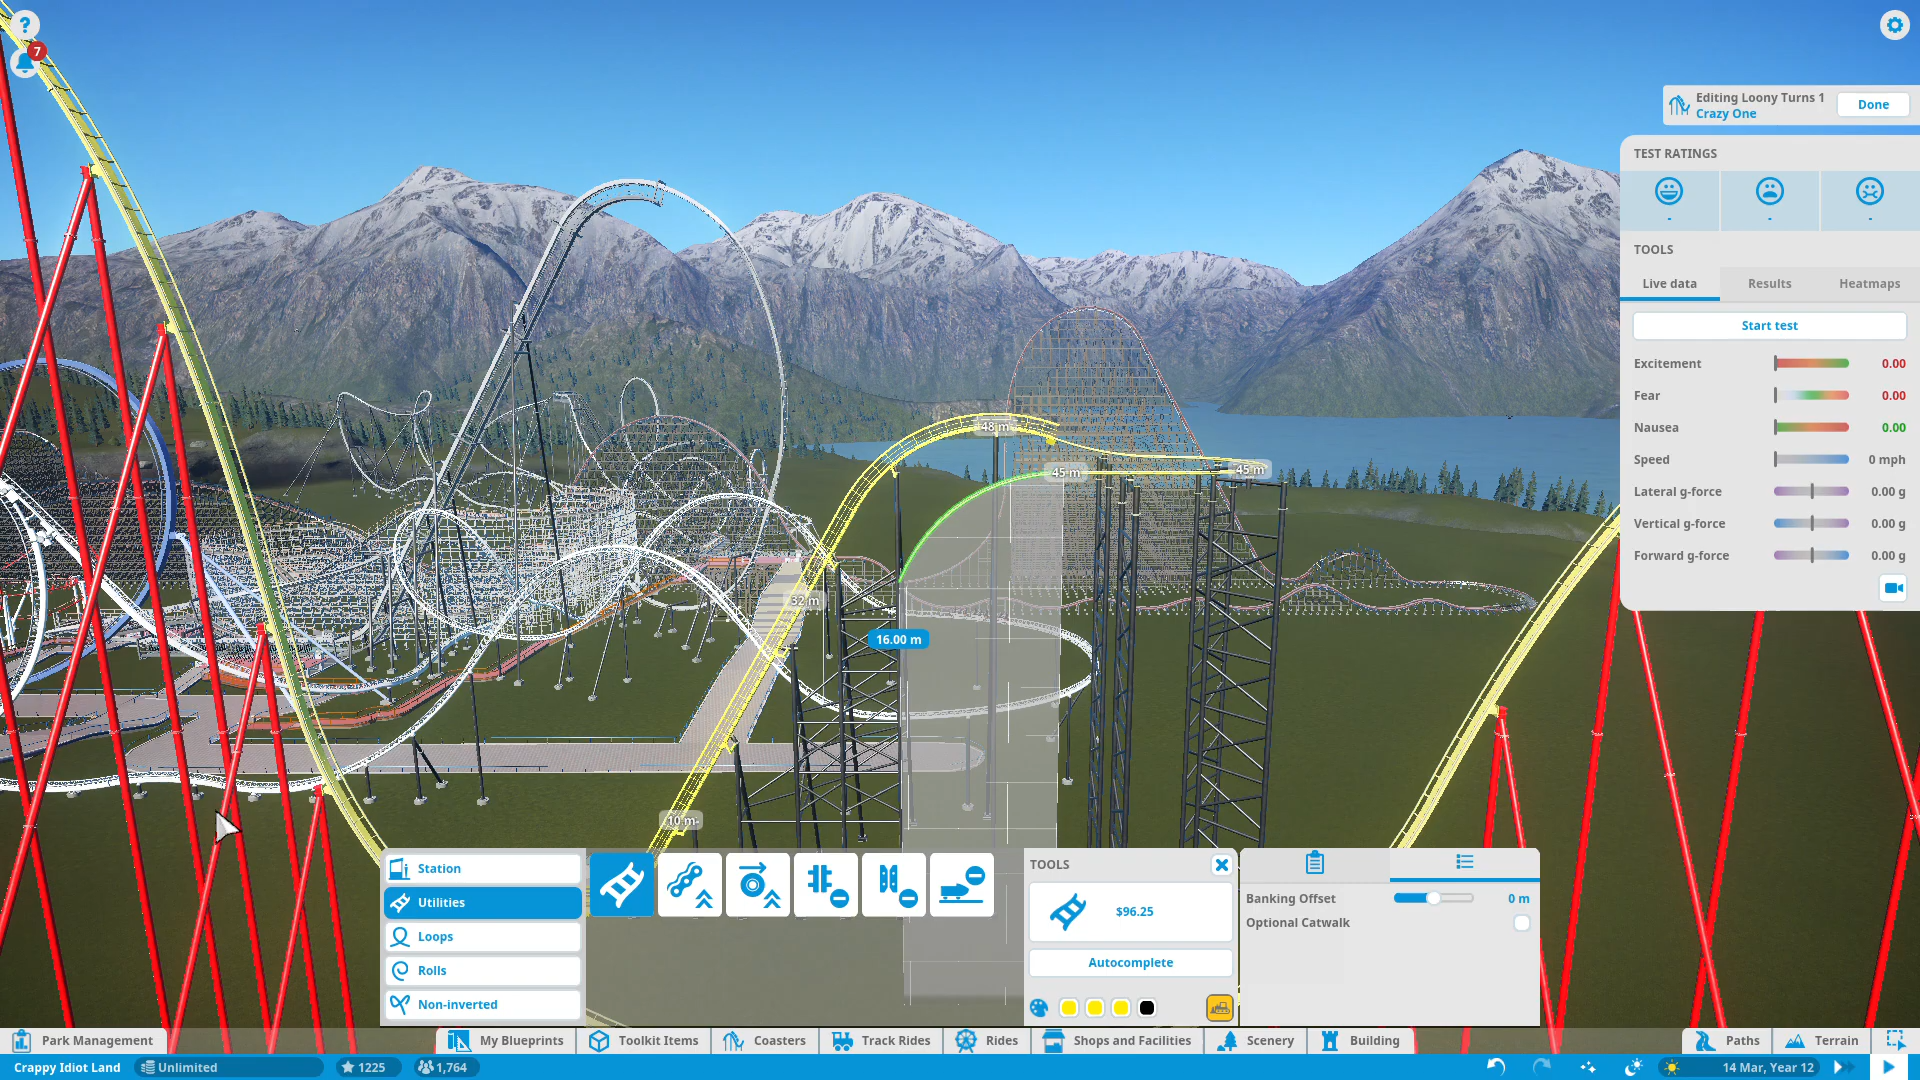 ?
7
Editing Loony Turns 1
Crazy One
Done
TEST RATINGS
- - -
TOOLS
Live data Results Heatmaps
Start test
Excitement 0.00
Fear 0.00
Nausea 0.00
Speed 0 mph
Lateral g-force 0.00 g
Vertical g-force 0.00 g
Forward g-force 0.00 g
48 m
45 m
45 m
32 m
16.00 m
10 m
Station
Utilities
Loops
Rolls
Non-inverted
TOOLS
$96.25
Autocomplete
Banking Offset 0 m
Optional Catwalk
Park Management My Blueprints Toolkit Items Coasters Track Rides Rides Shops and Facilities Scenery Building Paths Terrain
Crappy Idiot Land Unlimited 1225 1,764 14 Mar, Year 12